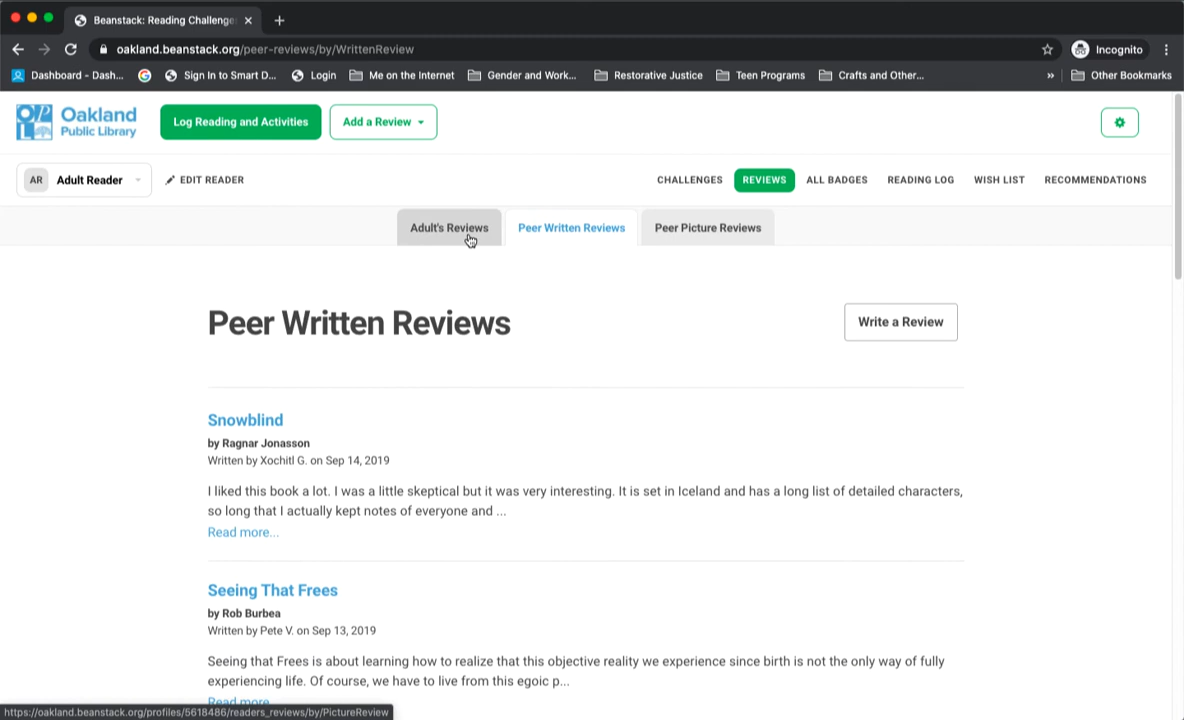 Beanstack: Reading Challenge
oakland.beanstack.org/peer-reviews/by/WrittenReview
Incognito
Dashboard - Dash...
Sign In to Smart D...
Login
Me on the Internet
Gender and Work...
Restorative Justice
Teen Programs
Crafts and Other...
»
Other Bookmarks
OPL
Oakland
Public Library
Log Reading and Activities
Add a Review
AR
Adult Reader
EDIT READER
CHALLENGES
REVIEWS
ALL BADGES
READING LOG
WISH LIST
RECOMMENDATIONS
Adult's Reviews
Peer Written Reviews
Peer Picture Reviews
Peer Written Reviews
Write a Review
Snowblind
by Ragnar Jonasson
Written by Xochitl G. on Sep 14, 2019
I liked this book a lot. I was a little skeptical but it was very interesting. It is set in Iceland and has a long list of detailed characters,
so long that I actually kept notes of everyone and ...
Read more...
Seeing That Frees
by Rob Burbea
Written by Pete V. on Sep 13, 2019
Seeing that Frees is about learning how to realize that this objective reality we experience since birth is not the only way of fully
experiencing life. Of course, we have to live from this egoic p...
Read more...
https://oakland.beanstack.org/profiles/5618486/readers_reviews/by/PictureReview